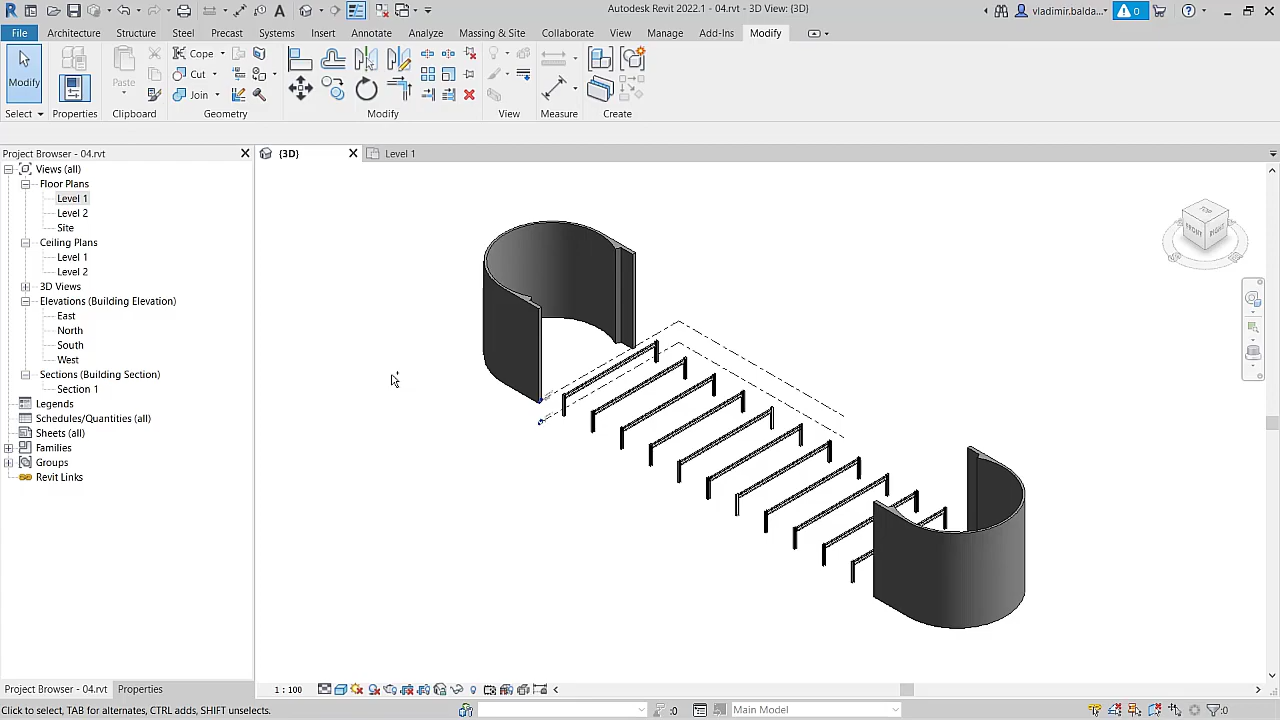 Autodesk Revit 2022.1 - 04.rvt - 3D View: {3D}
vladimir.balda...
0
File
Architecture
Structure
Steel
Precast
Systems
Insert
Annotate
Analyze
Massing & Site
Collaborate
View
Manage
Add-Ins
Modify
Modify
Paste
Cope
Cut
Join
Select
Properties
Clipboard
Geometry
Modify
View
Measure
Create
Project Browser - 04.rvt
{3D}
Level 1
Views (all)
Floor Plans
Level 1
Level 2
Site
Ceiling Plans
Level 1
Level 2
3D Views
Elevations (Building Elevation)
East
North
South
West
Sections (Building Section)
Section 1
Legends
Schedules/Quantities (all)
Sheets (all)
Families
Groups
Revit Links
TOP
FRONT
RIGHT
Project Browser - 04.rvt
Properties
1 : 100
Click to select, TAB for alternates, CTRL adds, SHIFT unselects.
:0
Main Model
:0